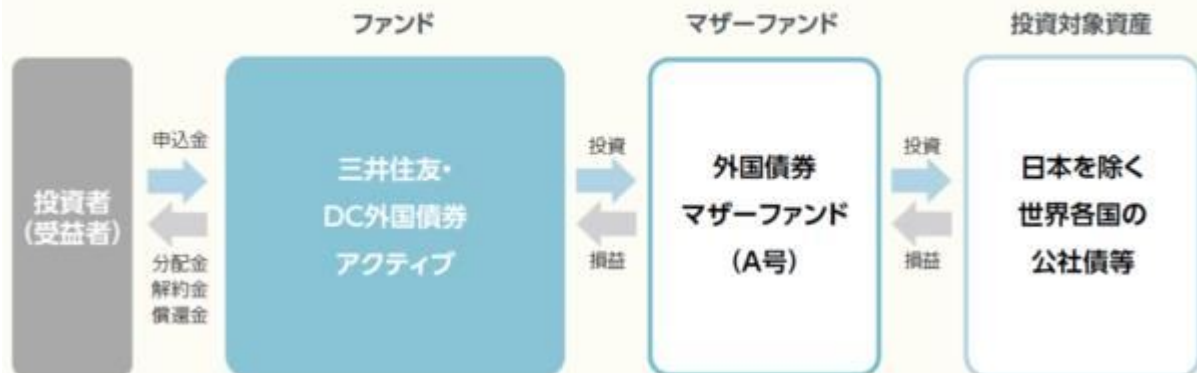 ファンド
マザーファンド
投資対象資産
投資者
(受益者)
申込金
分配金
解約金
償還金
三井住友・
DC外国債券
アクティブ
投資
損益
外国債券
マザーファンド
(A号)
投資
損益
日本を除く
世界各国の
公社債等